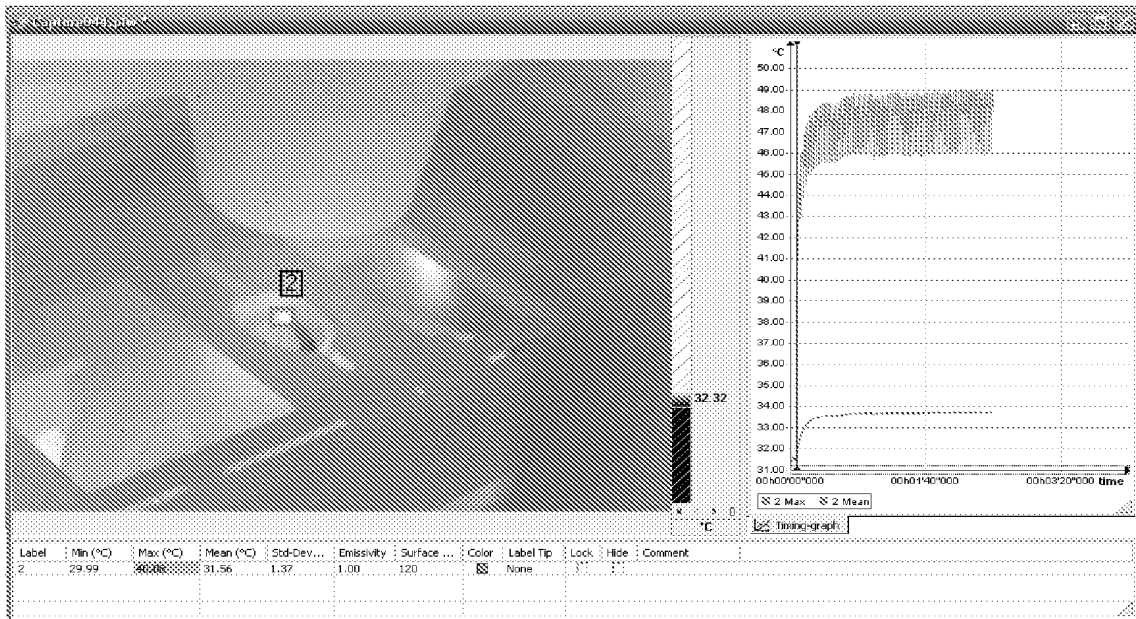 Captura044.ptw *
°C
50.00
49.00
48.00
47.00
46.00
45.00
44.00
43.00
42.00
41.00
40.00
39.00
38.00
37.00
36.00
35.00
34.00
33.00
32.00
31.00
00h00'00"000 00h01'40"000 00h03'20"000 time
2 Max 2 Mean
Timing-graph
2
32.32
0
°C
Label Min (°C) Max (°C) Mean (°C) Std-Dev... Emissivity Surface ... Color Label Tip Lock Hide Comment
2 29.99 31.56 1.37 1.00 120 None